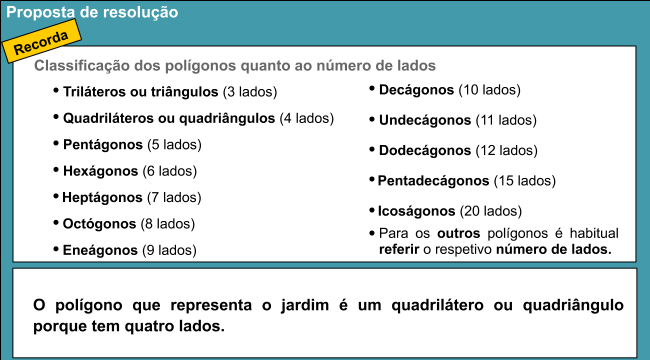 Proposta de resolução
Recorda
Classificação dos polígonos quanto ao número de lados
• Triláteros ou triângulos (3 lados)
• Quadriláteros ou quadriângulos (4 lados)
• Pentágonos (5 lados)
• Hexágonos (6 lados)
• Heptágonos (7 lados)
• Octógonos (8 lados)
• Eneágonos (9 lados)
• Decágonos (10 lados)
• Undecágonos (11 lados)
• Dodecágonos (12 lados)
• Pentadecágonos (15 lados)
• Icoságonos (20 lados)
• Para os outros polígonos é habitual
referir o respetivo número de lados.
O polígono que representa o jardim é um quadrilátero ou quadriângulo
porque tem quatro lados.